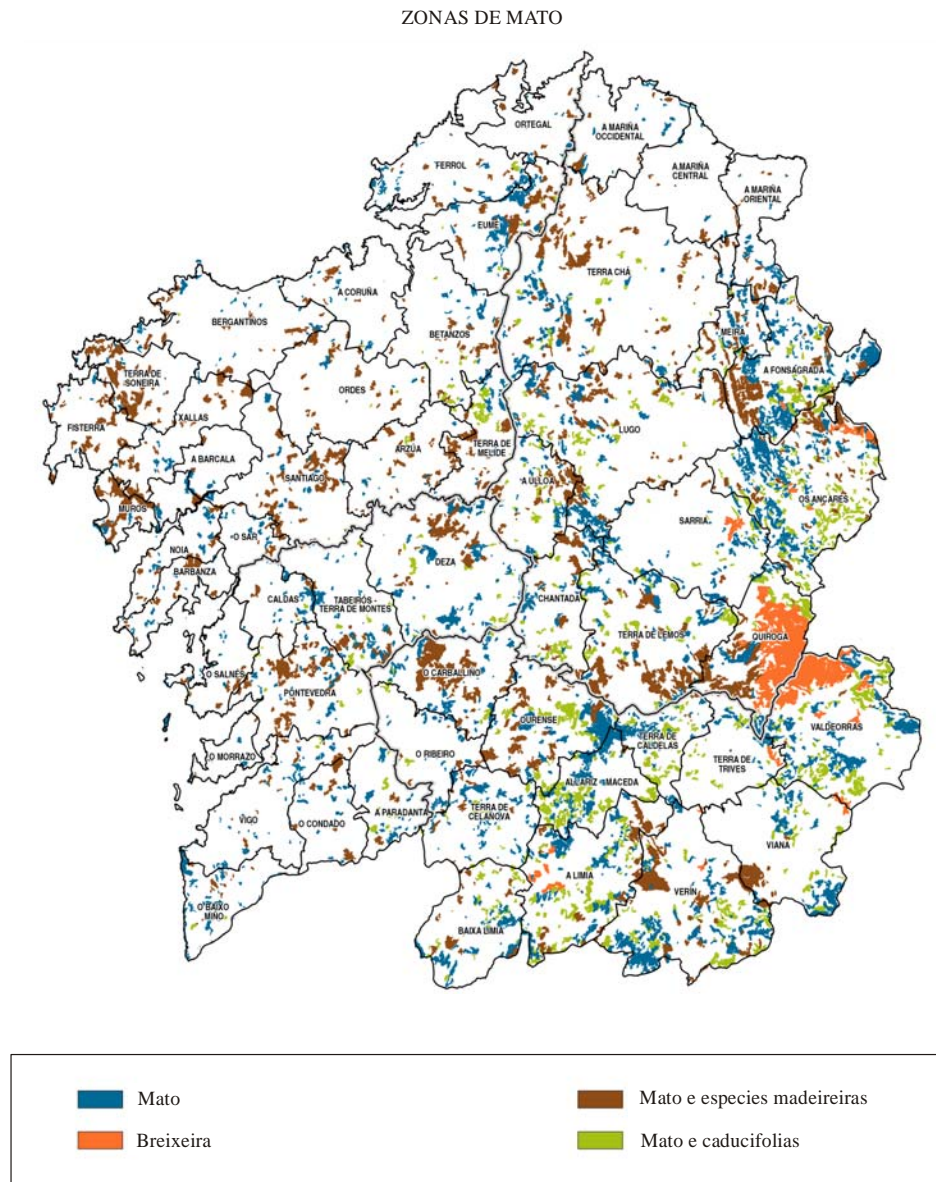 ZONAS DE MATO
ORTEGAL
A MARIÑA
OCCIDENTAL
FERROL
A MARIÑA
CENTRAL
A MARIÑA
ORIENTAL
EUME
TERRA CHÁ
A CORUÑA
BERGANTIÑOS
BETANZOS
MEIRA
A FONSAGRADA
TERRA DE
SONEIRA
ORDES
XALLAS
FISTERRA
LUGO
ARZÚA
TERRA DE
MELIDE
A BARCALA
SANTIAGO
A ULLOA
OS ANCARES
MUROS
SARRIA
O SAR
NOIA
DEZA
BARBANZA
CALDAS
TABEIRÓS -
TERRA DE MONTES
CHANTADA
TERRA DE LEMOS
QUIROGA
O SALNÉS
PONTEVEDRA
O CARBALLIÑO
OURENSE
VALDEORRAS
TERRA DE
CALDELAS
O MORRAZO
O RIBEIRO
TERRA DE
TRIVES
ALLARIZ - MACEDA
VIGO
O CONDADO
A PARADANTA
TERRA DE
CELANOVA
VIANA
A LIMIA
VERÍN
O BAIXO
MIÑO
BAIXA LIMIA
Mato
Mato e especies madeireiras
Breixeira
Mato e caducifolias